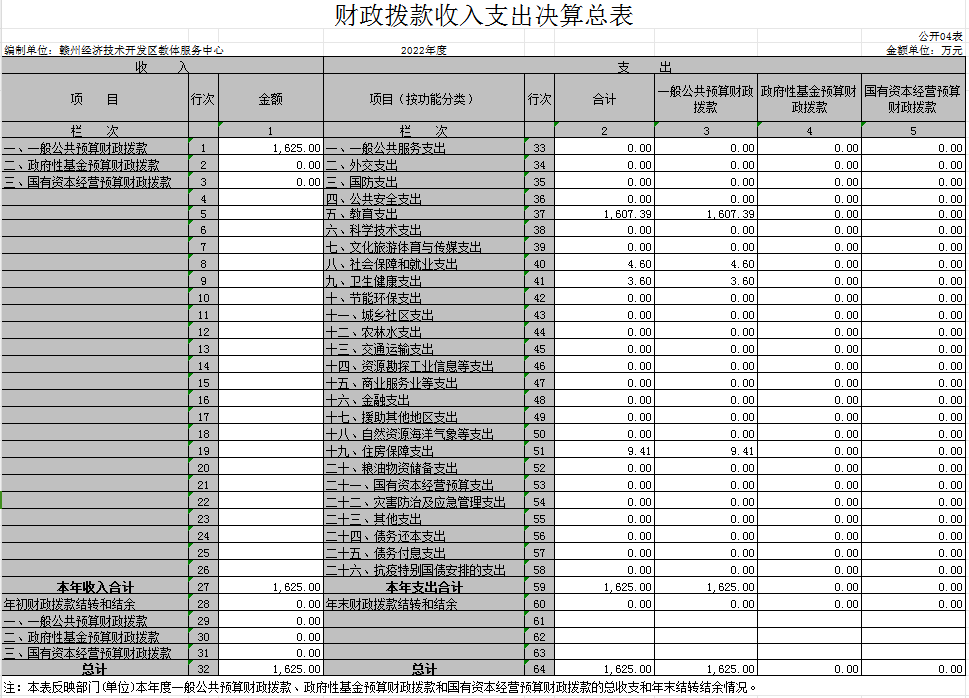 财政拨款收入支出决算总表
公开04表
编制单位：赣州经济技术开发区教体服务中心 2022年度 金额单位：万元
收 入 支 出
项 目 行次 金额 项目（按功能分类） 行次 合计 一般公共预算财政拨款 政府性基金预算财政拨款 国有资本经营预算财政拨款
栏 次 1 栏 次 2 3 4 5
一、一般公共预算财政拨款 1 1,625.00 一、一般公共服务支出 33 0.00 0.00 0.00 0.00
二、政府性基金预算财政拨款 2 0.00 二、外交支出 34 0.00 0.00 0.00 0.00
三、国有资本经营预算财政拨款 3 0.00 三、国防支出 35 0.00 0.00 0.00 0.00
4 四、公共安全支出 36 0.00 0.00 0.00 0.00
5 五、教育支出 37 1,607.39 1,607.39 0.00 0.00
6 六、科学技术支出 38 0.00 0.00 0.00 0.00
7 七、文化旅游体育与传媒支出 39 0.00 0.00 0.00 0.00
8 八、社会保障和就业支出 40 4.60 4.60 0.00 0.00
9 九、卫生健康支出 41 3.60 3.60 0.00 0.00
10 十、节能环保支出 42 0.00 0.00 0.00 0.00
11 十一、城乡社区支出 43 0.00 0.00 0.00 0.00
12 十二、农林水支出 44 0.00 0.00 0.00 0.00
13 十三、交通运输支出 45 0.00 0.00 0.00 0.00
14 十四、资源勘探工业信息等支出 46 0.00 0.00 0.00 0.00
15 十五、商业服务业等支出 47 0.00 0.00 0.00 0.00
16 十六、金融支出 48 0.00 0.00 0.00 0.00
17 十七、援助其他地区支出 49 0.00 0.00 0.00 0.00
18 十八、自然资源海洋气象等支出 50 0.00 0.00 0.00 0.00
19 十九、住房保障支出 51 9.41 9.41 0.00 0.00
20 二十、粮油物资储备支出 52 0.00 0.00 0.00 0.00
21 二十一、国有资本经营预算支出 53 0.00 0.00 0.00 0.00
22 二十二、灾害防治及应急管理支出 54 0.00 0.00 0.00 0.00
23 二十三、其他支出 55 0.00 0.00 0.00 0.00
24 二十四、债务还本支出 56 0.00 0.00 0.00 0.00
25 二十五、债务付息支出 57 0.00 0.00 0.00 0.00
26 二十六、抗疫特别国债安排的支出 58 0.00 0.00 0.00 0.00
本年收入合计 27 1,625.00 本年支出合计 59 1,625.00 1,625.00 0.00 0.00
年初财政拨款结转和结余 28 0.00 年末财政拨款结转和结余 60 0.00 0.00 0.00 0.00
一、一般公共预算财政拨款 29 0.00 61
二、政府性基金预算财政拨款 30 0.00 62
三、国有资本经营预算财政拨款 31 0.00 63
总计 32 1,625.00 总计 64 1,625.00 1,625.00 0.00 0.00
注：本表反映部门(单位)本年度一般公共预算财政拨款、政府性基金预算财政拨款和国有资本经营预算财政拨款的总收支和年末结转结余情况。